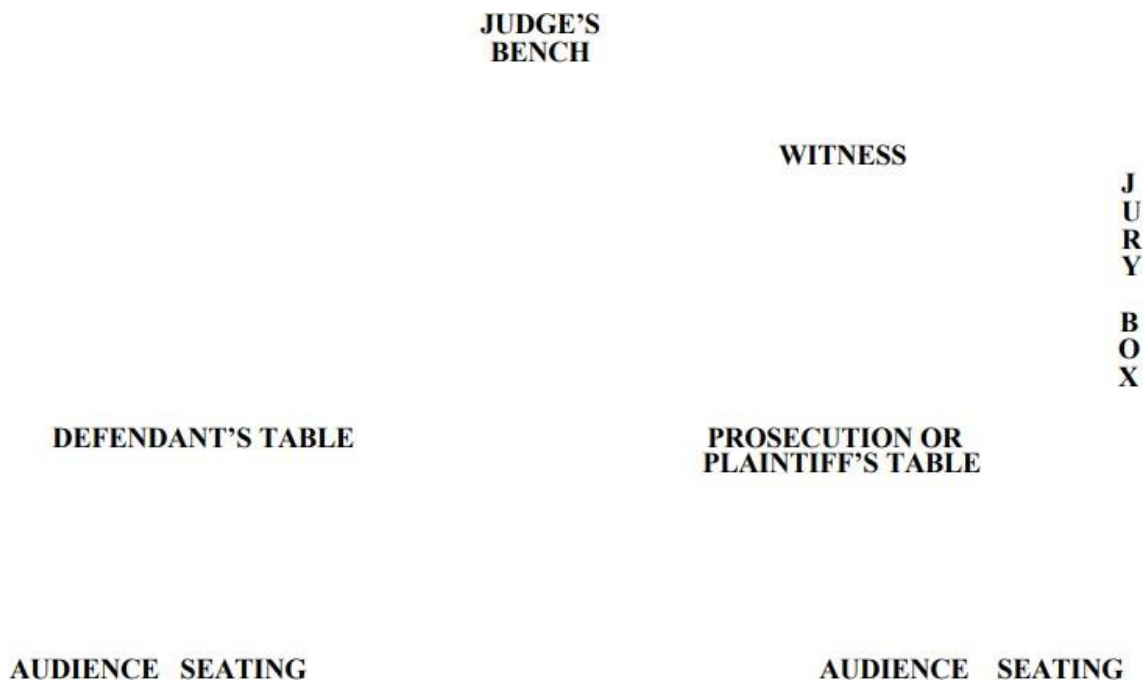 JUDGE’S
BENCH
WITNESS
J
U
R
Y
B
O
X
DEFENDANT’S TABLE
PROSECUTION OR
PLAINTIFF’S TABLE
AUDIENCE SEATING
AUDIENCE SEATING